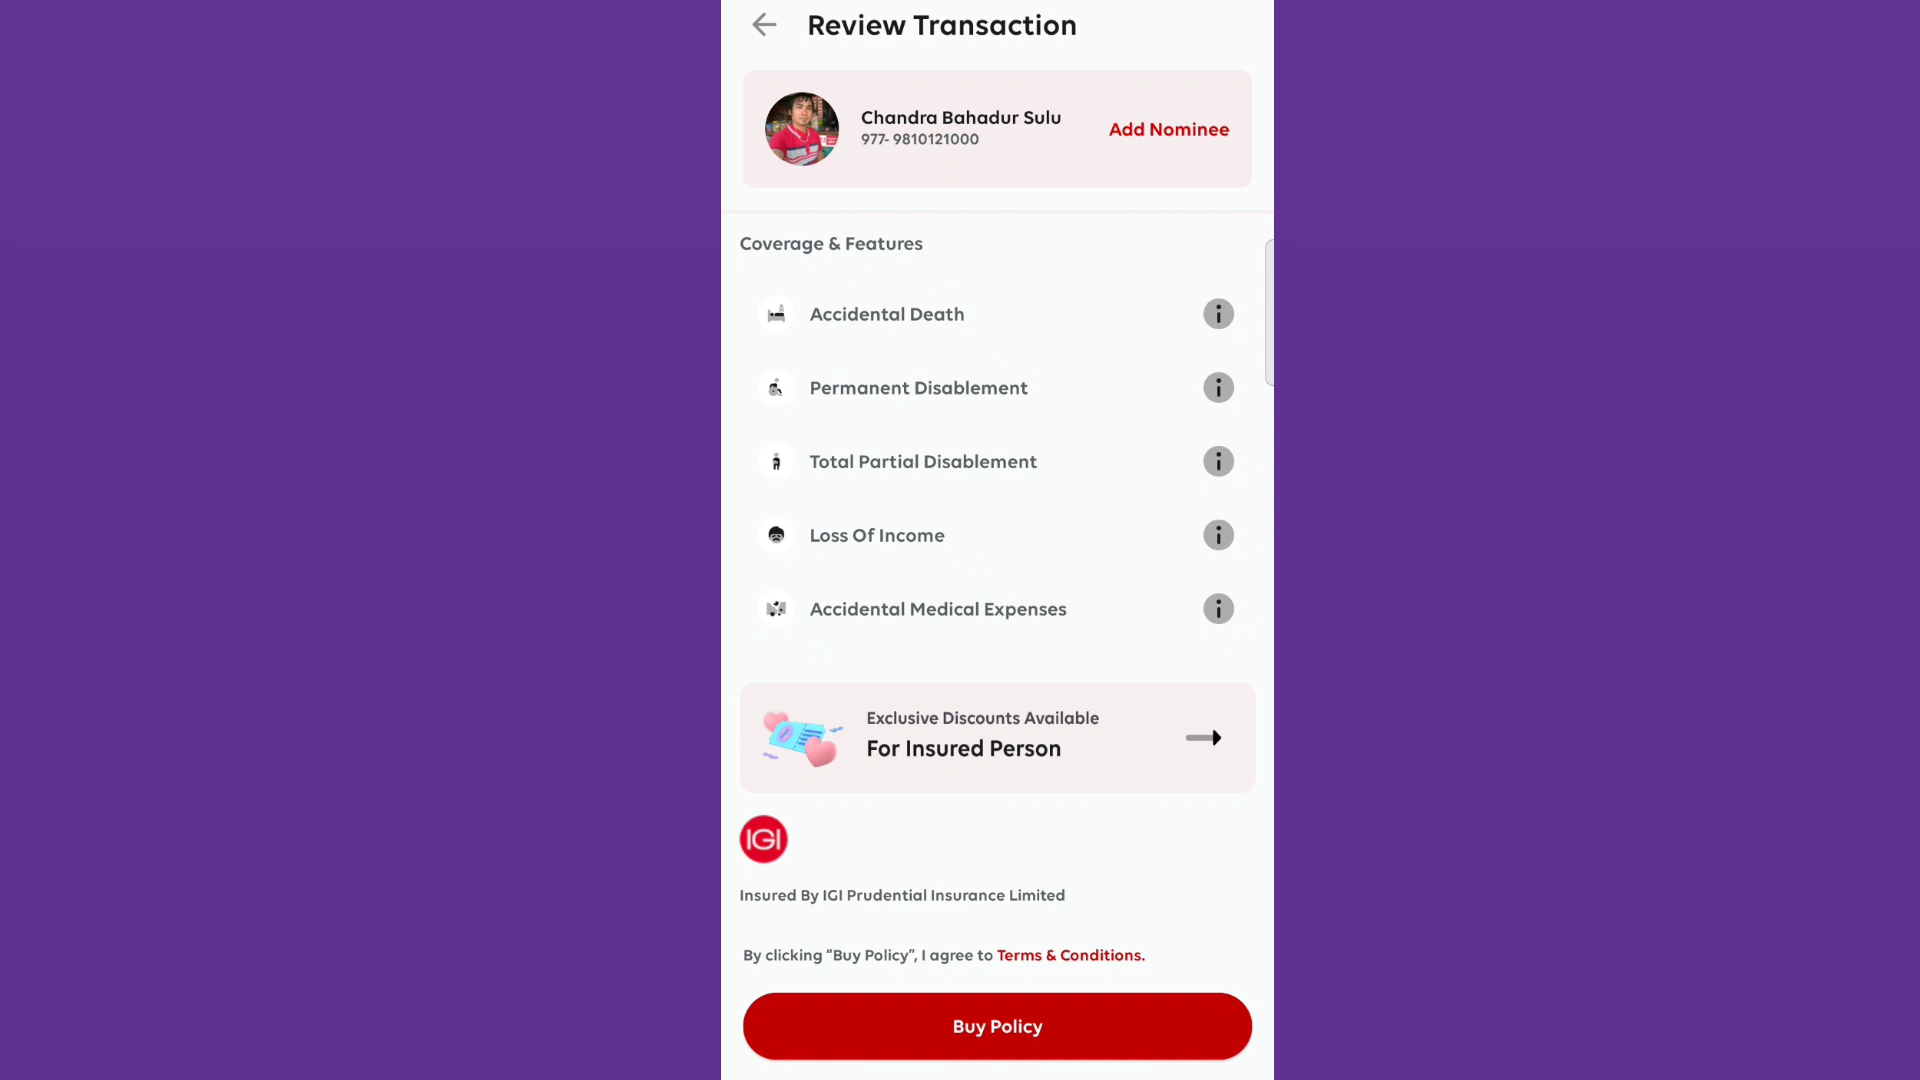 Review Transaction
Chandra Bahadur Sulu
977- 9810121000
Add Nominee
Coverage & Features
Accidental Death
Permanent Disablement
Total Partial Disablement
Loss Of Income
Accidental Medical Expenses
Exclusive Discounts Available
For Insured Person
IGI
Insured By IGI Prudential Insurance Limited
By clicking “Buy Policy”, I agree to Terms & Conditions.
Buy Policy